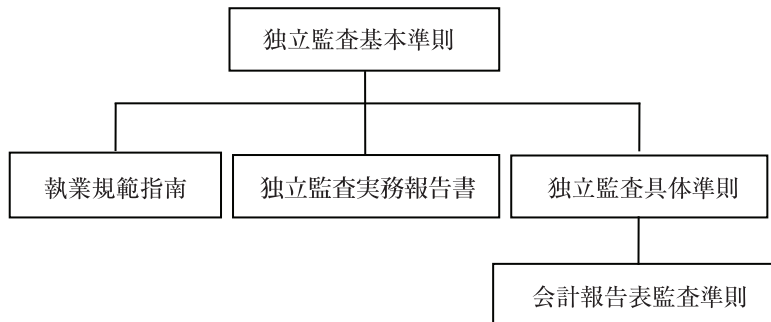 独立監査基本準則
執業規範指南
独立監査実務報告書
独立監査具体準則
会計報告表監査準則